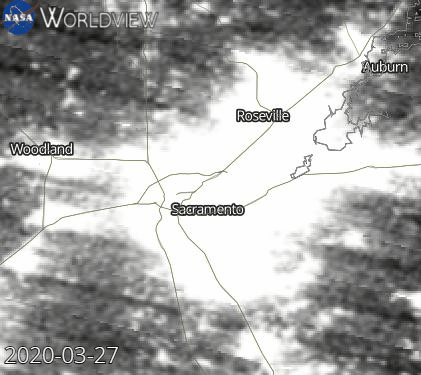 NASA WORLDVIEW
Auburn
Roseville
Woodland
Sacramento
2020-03-27